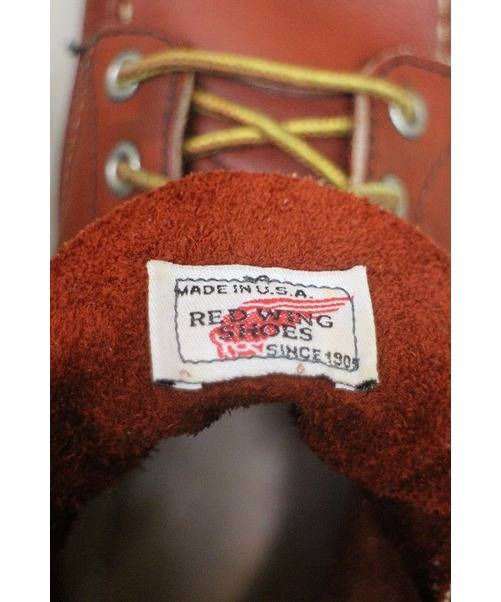 MADE IN U.S.A.
RED WING
SHOES
SINCE 1905